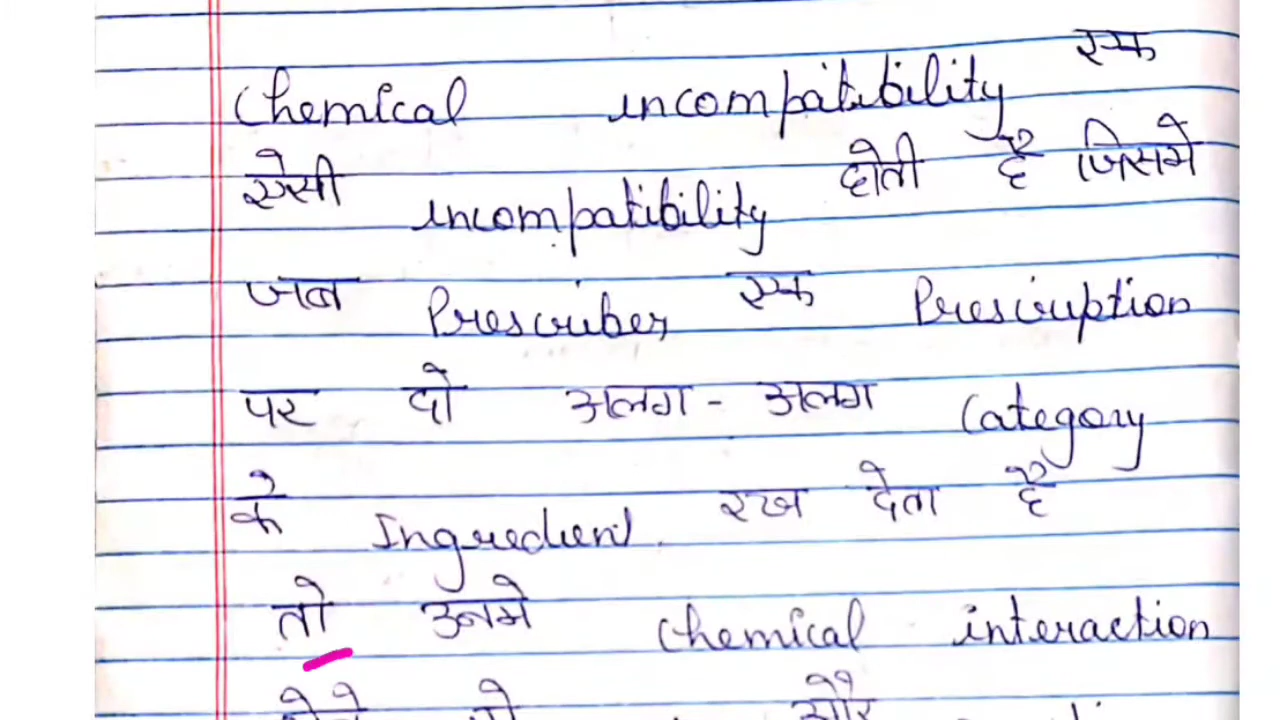 Chemical incompatibility एक
ऐसी incompatibility होती है जिसमे
जब Prescriber एक Prescription
पर दो अलग - अलग Category
के Ingredient रख देता है
तो उनमे Chemical interaction
और